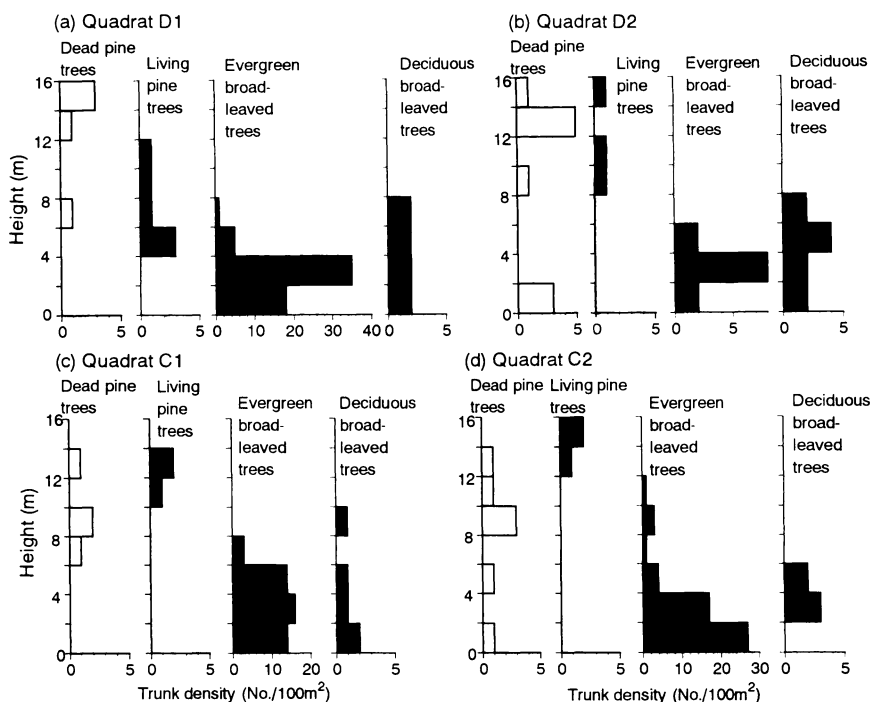 (a) Quadrat D1
Dead pine
trees
Living
pine
trees
Evergreen
broad-
leaved
trees
Deciduous
broad-
leaved
trees
Height (m)
16
12
8
4
0
0 5
0 5
0 10 20 30 40
0 5
(b) Quadrat D2
Dead pine
trees
Living
pine
trees
Evergreen
broad-
leaved
trees
Deciduous
broad-
leaved
trees
16
12
8
4
0
0 5
0 5
0 5
0 5
(c) Quadrat C1
Dead pine
trees
Living
pine
trees
Evergreen
broad-
leaved
trees
Deciduous
broad-
leaved
trees
Height (m)
16
12
8
4
0
0 5
0 5
0 10 20
0 5
Trunk density (No./100m²)
(d) Quadrat C2
Dead pine
trees
Living pine
trees
Evergreen
broad-
leaved
trees
Deciduous
broad-
leaved
trees
16
12
8
4
0
0 5
0 5
0 10 20 30
0 5
Trunk density (No./100m²)